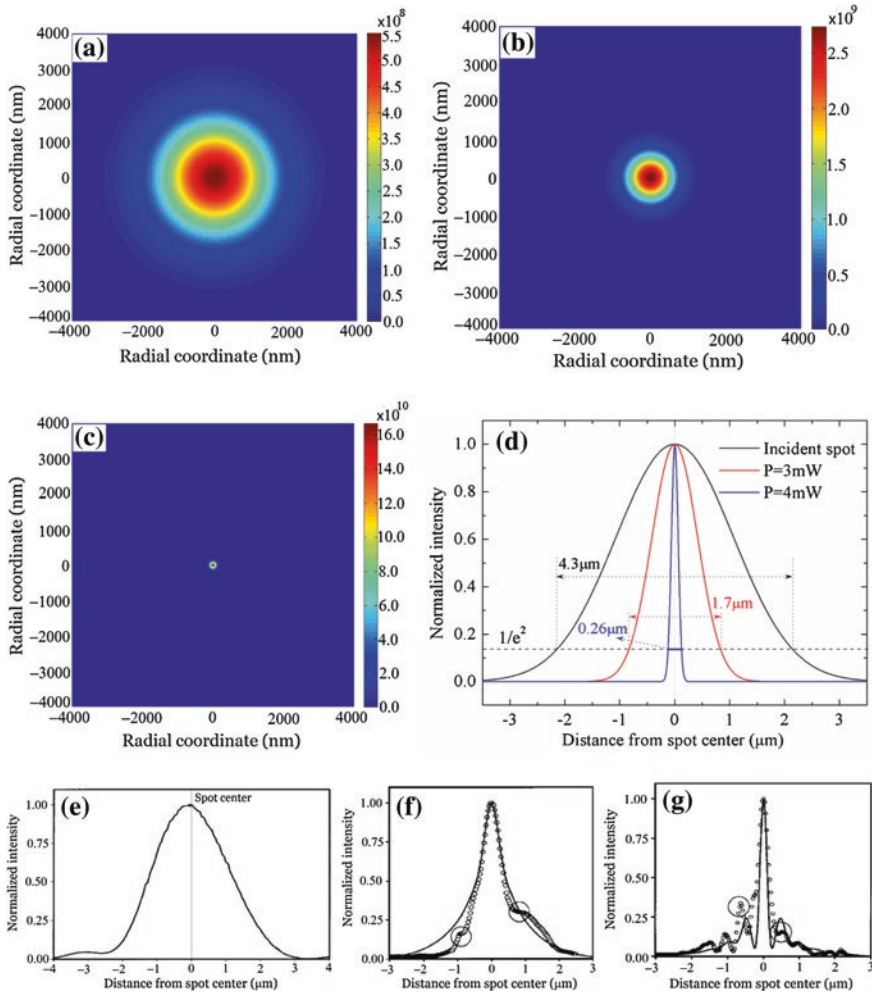 (a)
x10^8
4000
3000
2000
1000
0
−1000
−2000
−3000
−4000
−4000 −2000 0 2000 4000
Radial coordinate (nm)
Radial coordinate (nm)
5.5
5.0
4.5
4.0
3.5
3.0
2.5
2.0
1.5
1.0
0.5
0.0
(b)
x10^9
4000
3000
2000
1000
0
−1000
−2000
−3000
−4000
−4000 −2000 0 2000 4000
Radial coordinate (nm)
Radial coordinate (nm)
2.5
2.0
1.5
1.0
0.5
0.0
(c)
x10^10
4000
3000
2000
1000
0
−1000
−2000
−3000
−4000
−4000 −2000 0 2000 4000
Radial coordinate (nm)
Radial coordinate (nm)
16.0
14.0
12.0
10.0
8.0
6.0
4.0
2.0
0.0
(d)
Incident spot
P=3mW
P=4mW
Normalized intensity
1.0
0.8
0.6
0.4
0.2
0.0
4.3μm
1.7μm
0.26μm
1/e²
-3 -2 -1 0 1 2 3
Distance from spot center (μm)
(e)
Spot center
Normalized intensity
1.00
0.75
0.50
0.25
0.00
-4 -3 -2 -1 0 1 2 3 4
Distance from spot center (μm)
(f)
Normalized intensity
1.00
0.75
0.50
0.25
0.00
-3 -2 -1 0 1 2 3
Distance from spot center (μm)
(g)
Normalized intensity
1.00
0.75
0.50
0.25
0.00
-3 -2 -1 0 1 2 3
Distance from spot center (μm)